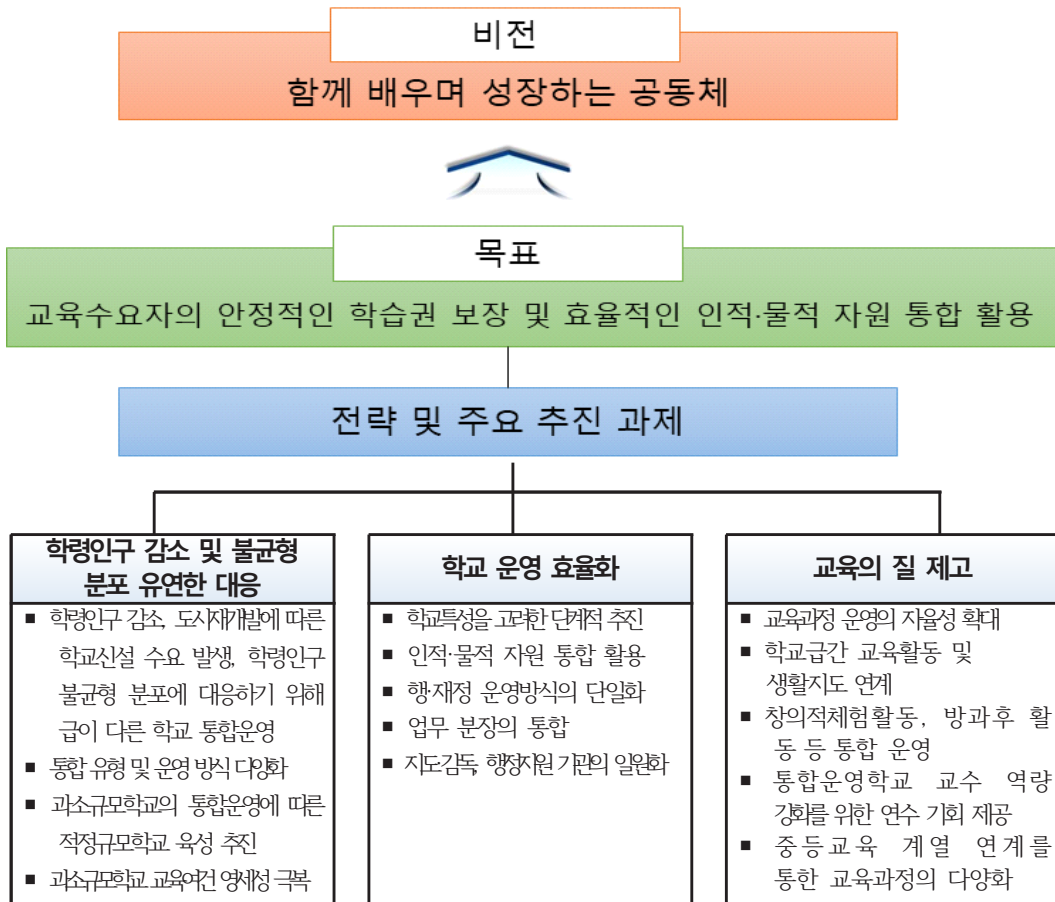 비전
함께 배우며 성장하는 공동체
목표
교육수요자의 안정적인 학습권 보장 및 효율적인 인적·물적 자원 통합 활용
전략 및 주요 추진 과제
학령인구 감소 및 불균형
분포 유연한 대응
■ 학령인구 감소, 도시재개발에 따른
학교신설 수요 발생, 학령인구
불균형 분포에 대응하기 위해
급이 다른 학교 통합운영
■ 통합 유형 및 운영 방식 다양화
■ 과소규모학교의 통합운영에 따른
적정규모학교 육성 추진
■ 과소규모학교 교육여건 영세성 극복
학교 운영 효율화
■ 학교특성을 고려한 단계적 추진
■ 인적·물적 자원 통합 활용
■ 행·재정 운영방식의 단일화
■ 업무 분장의 통합
■ 지도·감독, 행정지원 기관의 일원화
교육의 질 제고
■ 교육과정 운영의 자율성 확대
■ 학교급간 교육활동 및
생활지도 연계
■ 창의적체험활동, 방과후 활
동 등 통합 운영
■ 통합운영학교 교수 역량
강화를 위한 연수 기회 제공
■ 중등교육 계열 연계를
통한 교육과정의 다양화